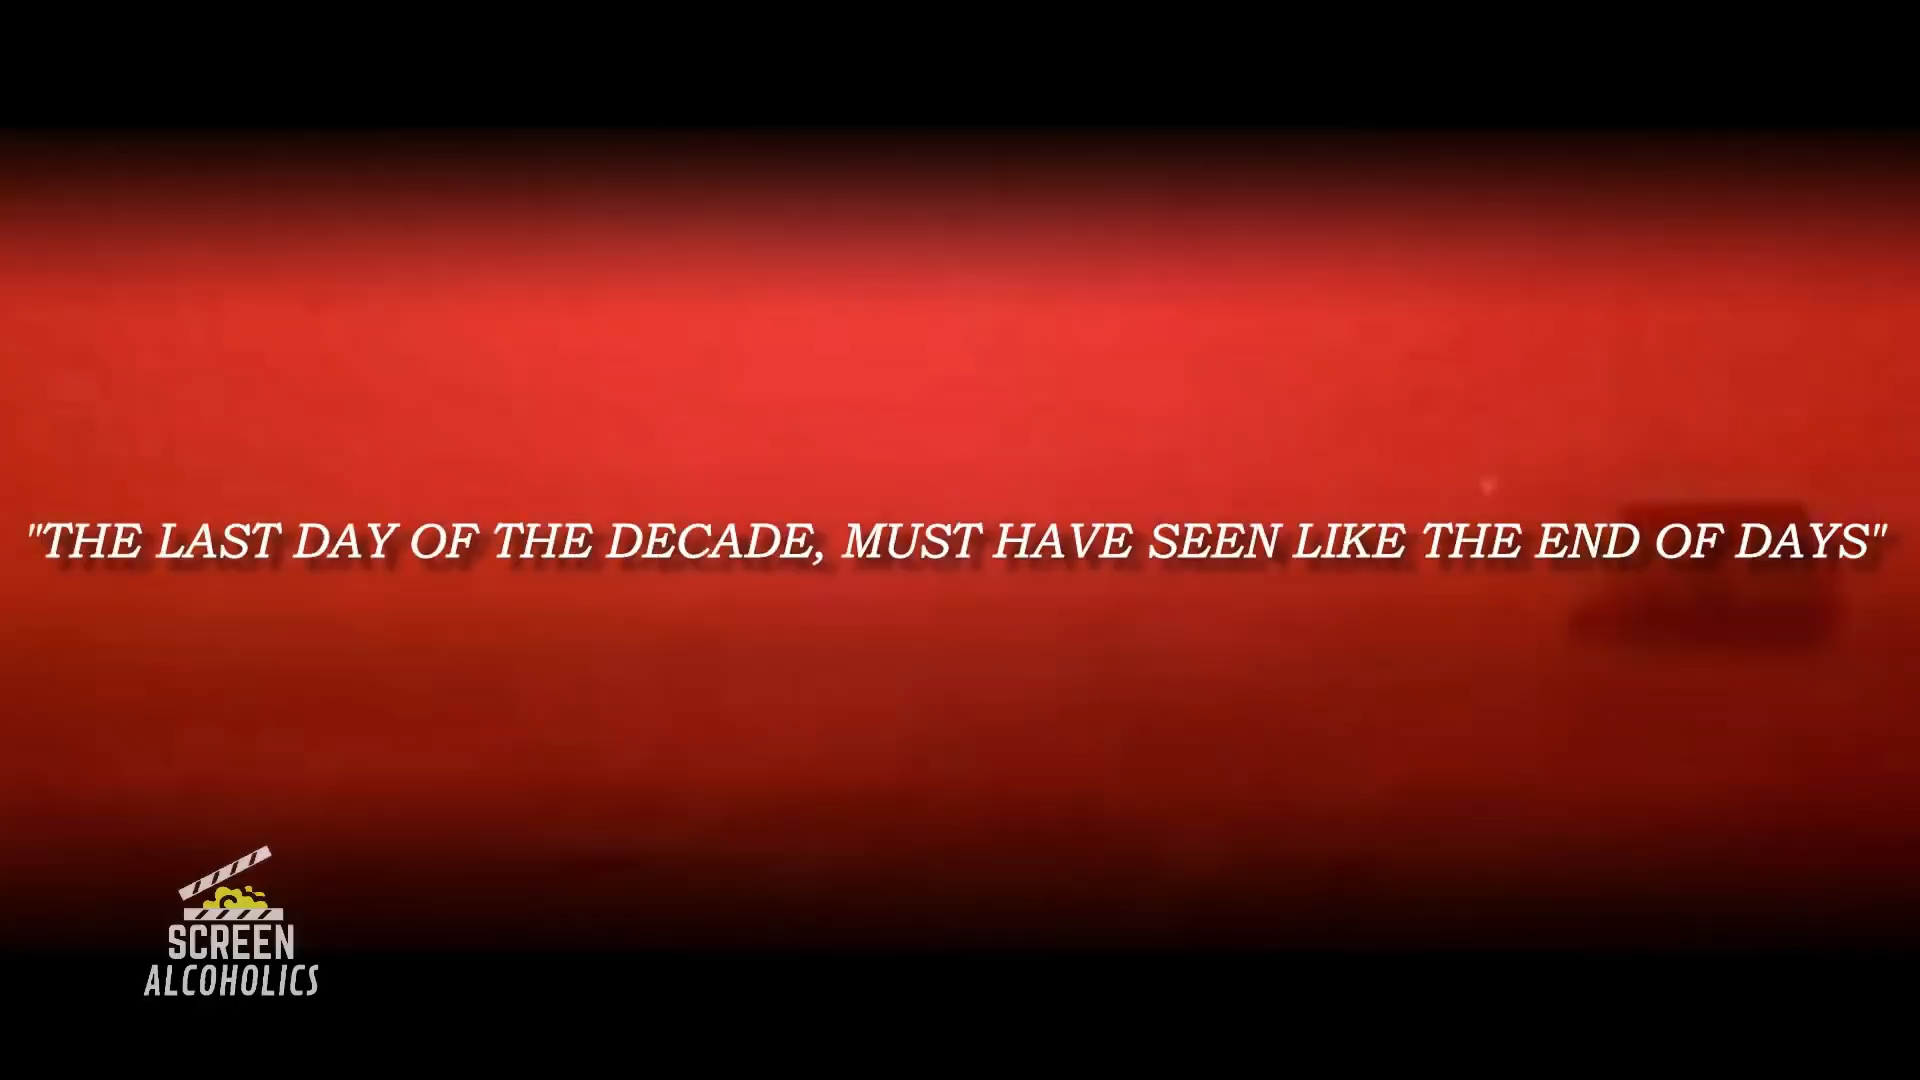 "THE LAST DAY OF THE DECADE, MUST HAVE SEEN LIKE THE END OF DAYS"
SCREEN
ALCOHOLICS